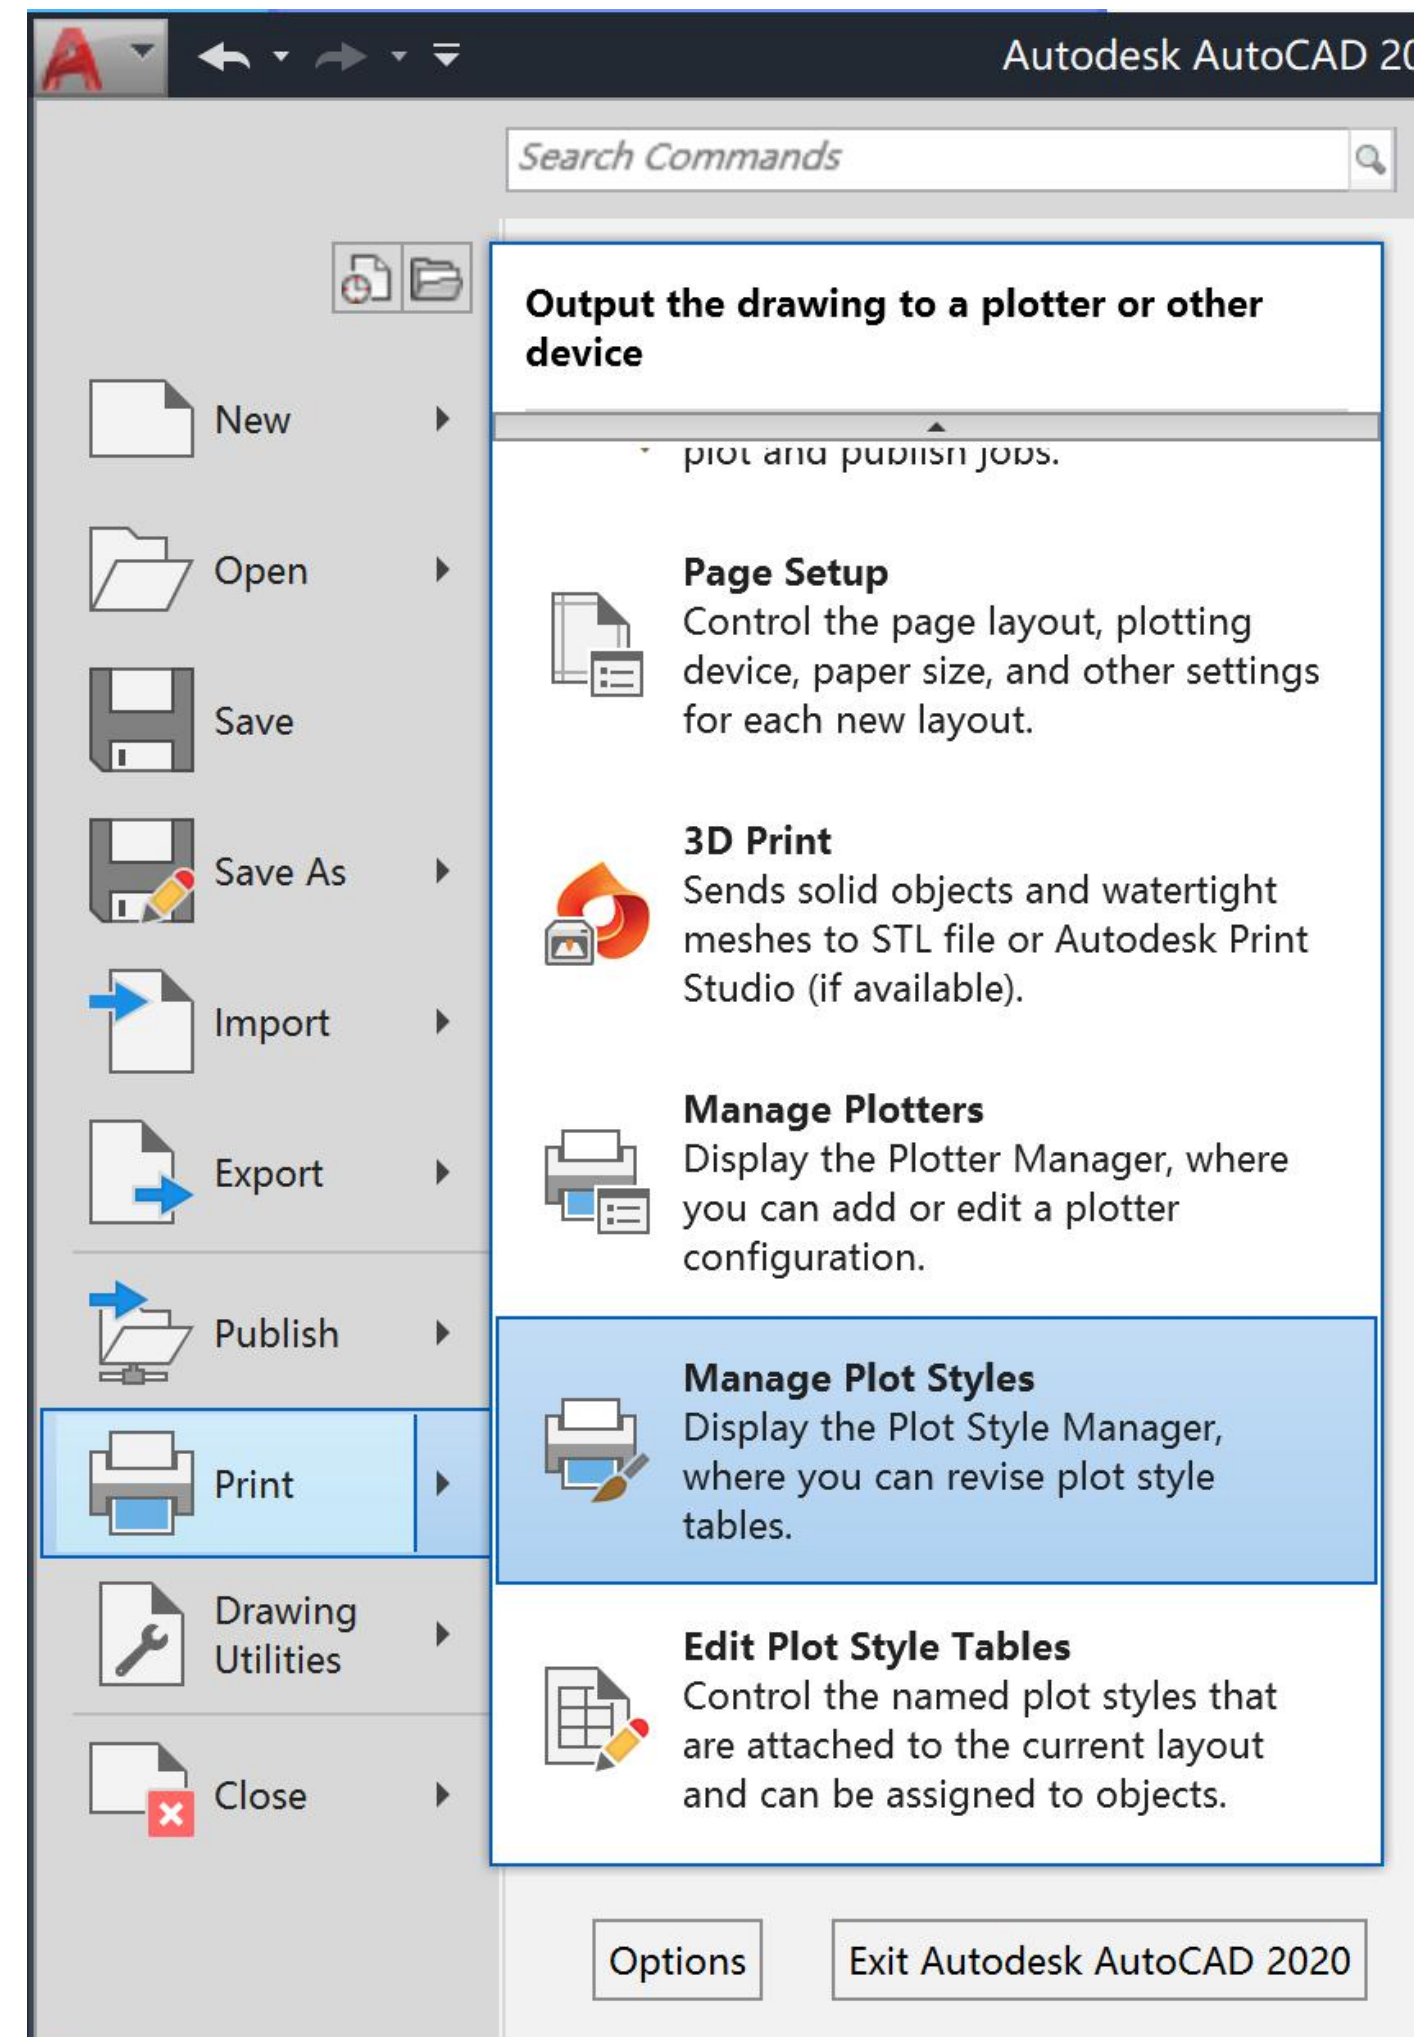 Autodesk AutoCAD 20
Search Commands
Output the drawing to a plotter or other
device
plot and publish jobs.
New
Open
Save
Save As
Import
Export
Publish
Print
Drawing
Utilities
Close
Page Setup
Control the page layout, plotting
device, paper size, and other settings
for each new layout.
3D Print
Sends solid objects and watertight
meshes to STL file or Autodesk Print
Studio (if available).
Manage Plotters
Display the Plotter Manager, where
you can add or edit a plotter
configuration.
Manage Plot Styles
Display the Plot Style Manager,
where you can revise plot style
tables.
Edit Plot Style Tables
Control the named plot styles that
are attached to the current layout
and can be assigned to objects.
Options
Exit Autodesk AutoCAD 2020